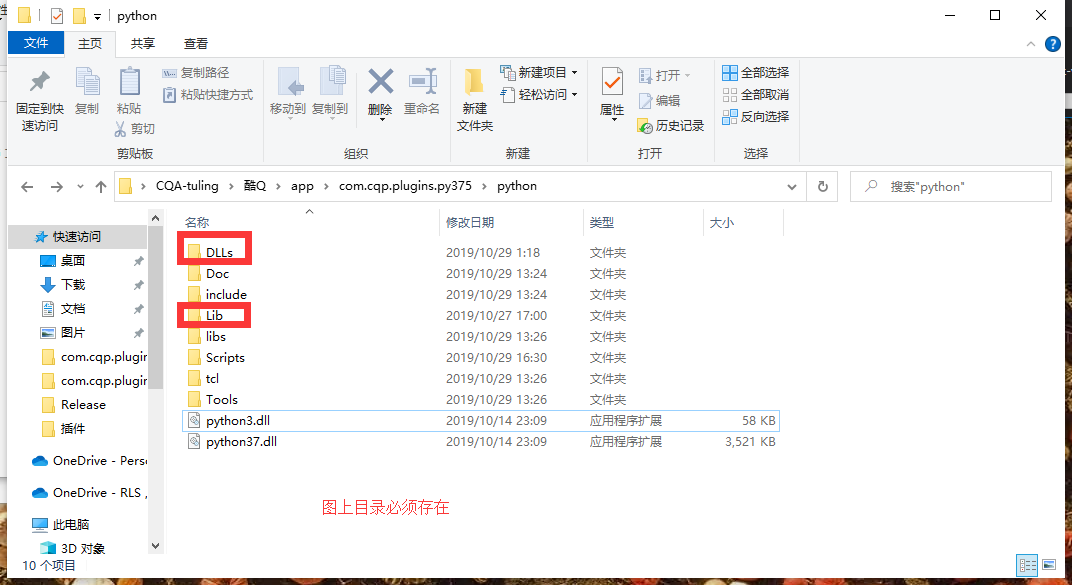 python
文件 主页 共享 查看
固定到快速访问
复制
粘贴
复制路径
粘贴快捷方式
剪切
剪贴板
移动到
复制到
删除
重命名
组织
新建文件夹
新建项目
轻松访问
新建
属性
打开
编辑
历史记录
打开
全部选择
全部取消
反向选择
选择
CQA-tuling › 酷Q › app › com.cqp.plugins.py375 › python
搜索"python"
名称 修改日期 类型 大小
快速访问
桌面
下载
文档
图片
com.cqp.plugin
com.cqp.plugin
Release
插件
OneDrive - Pers
OneDrive - RLS
此电脑
3D 对象
DLLs 2019/10/29 1:18 文件夹
Doc 2019/10/29 13:24 文件夹
include 2019/10/29 13:24 文件夹
Lib 2019/10/27 17:00 文件夹
libs 2019/10/29 13:26 文件夹
Scripts 2019/10/29 16:30 文件夹
tcl 2019/10/29 13:26 文件夹
Tools 2019/10/29 13:26 文件夹
python3.dll 2019/10/14 23:09 应用程序扩展 58 KB
python37.dll 2019/10/14 23:09 应用程序扩展 3,521 KB
图上目录必须存在
10 个项目